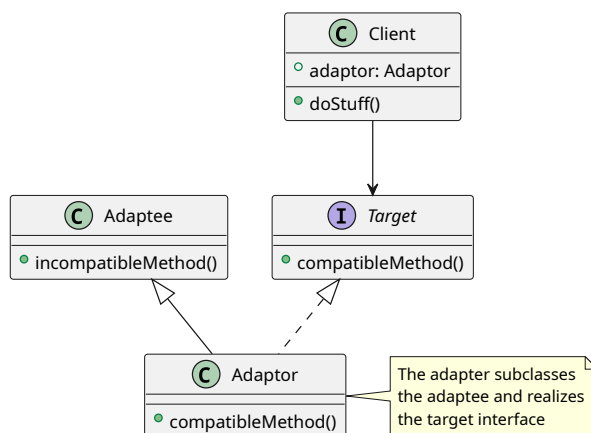 C Client
adaptor: Adaptor
doStuff()
C Adaptee
incompatibleMethod()
I Target
compatibleMethod()
C Adaptor
compatibleMethod()
The adapter subclasses
the adaptee and realizes
the target interface